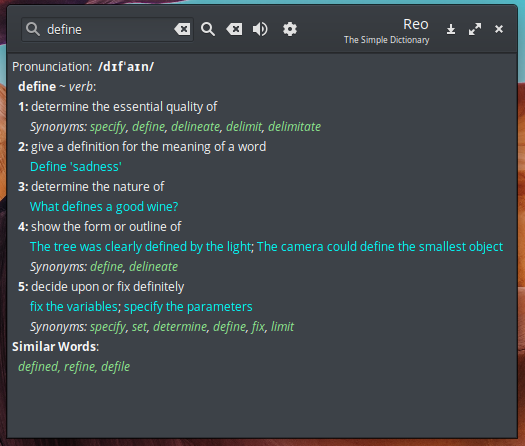 define
Reo
The Simple Dictionary
Pronunciation: /dɪfˈaɪn/
define ~ verb:
1: determine the essential quality of
Synonyms: specify, define, delineate, delimit, delimitate
2: give a definition for the meaning of a word
Define 'sadness'
3: determine the nature of
What defines a good wine?
4: show the form or outline of
The tree was clearly defined by the light; The camera could define the smallest object
Synonyms: define, delineate
5: decide upon or fix definitely
fix the variables; specify the parameters
Synonyms: specify, set, determine, define, fix, limit
Similar Words:
defined, refine, defile